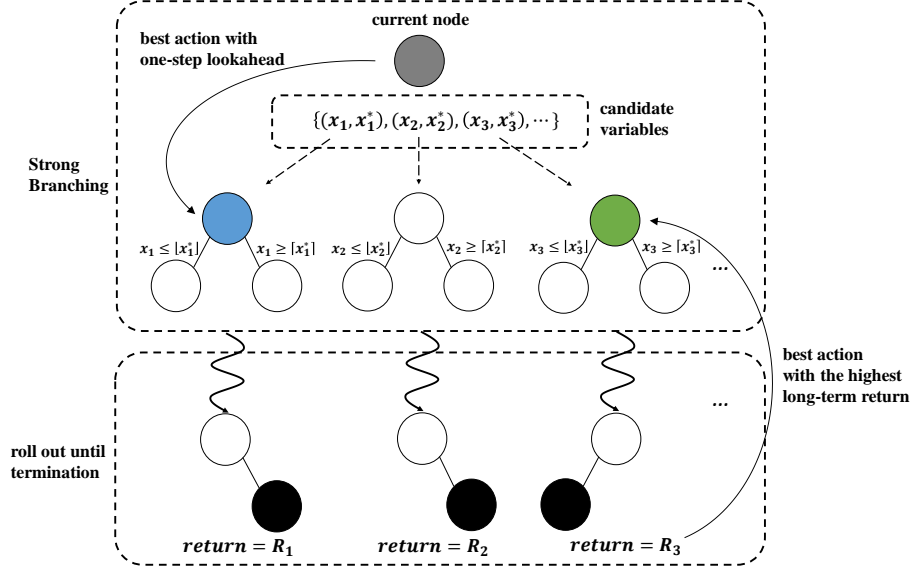 current node
best action with
one-step lookahead
{(x₁, x₁*), (x₂, x₂*), (x₃, x₃*), ⋯}
candidate
variables
Strong
Branching
x₁ ≤ ⌊x₁*⌋ x₁ ≥ ⌈x₁*⌉ x₂ ≤ ⌊x₂*⌋ x₂ ≥ ⌈x₂*⌉ x₃ ≤ ⌊x₃*⌋ x₃ ≥ ⌈x₃*⌉
...
best action
with the highest
long-term return
...
roll out until
termination
return = R₁ return = R₂ return = R₃